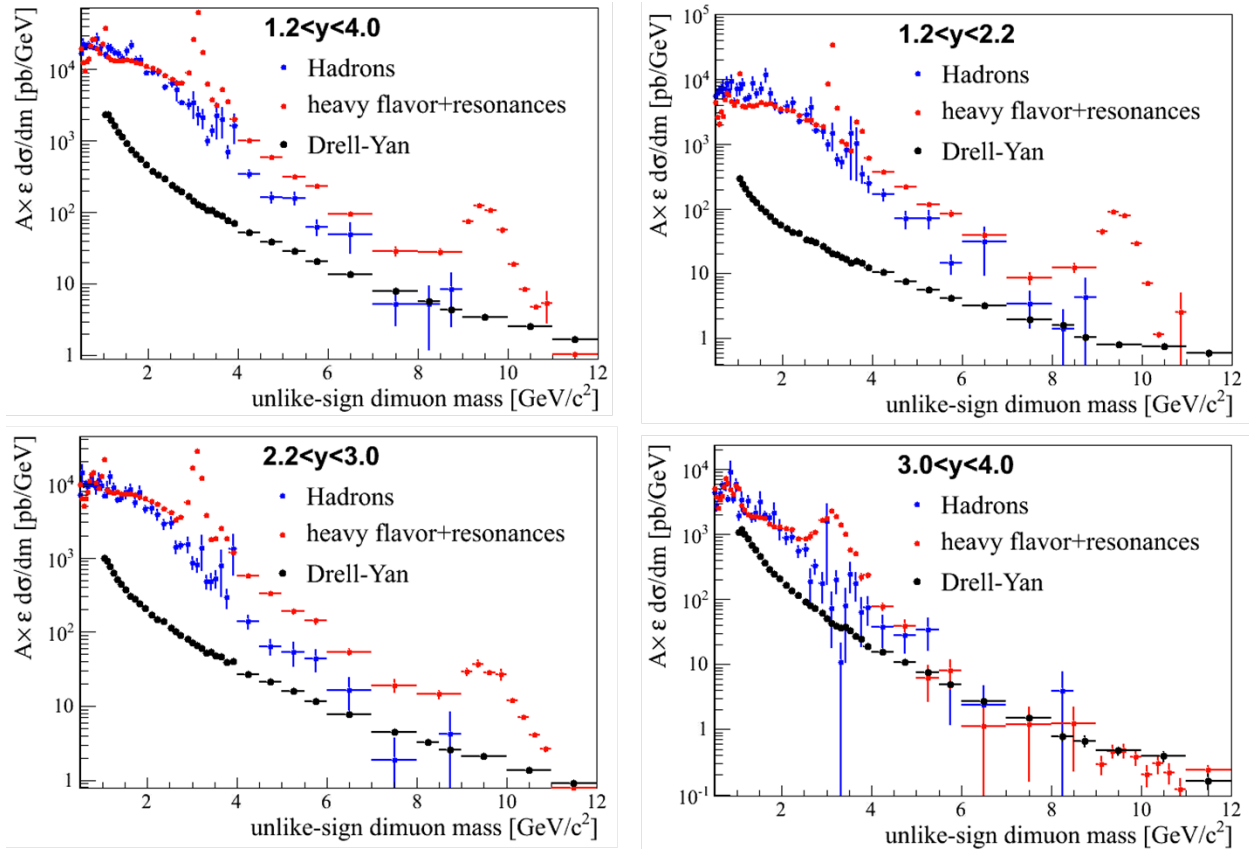 1.2<y<4.0
Hadrons
heavy flavor+resonances
Drell-Yan
A× ε dσ/dm [pb/GeV]
10⁴
10³
10²
10
1
2 4 6 8 10 12
unlike-sign dimuon mass [GeV/c²]
1.2<y<2.2
Hadrons
heavy flavor+resonances
Drell-Yan
A× ε dσ/dm [pb/GeV]
10⁵
10⁴
10³
10²
10
1
2 4 6 8 10 12
unlike-sign dimuon mass [GeV/c²]
2.2<y<3.0
Hadrons
heavy flavor+resonances
Drell-Yan
A× ε dσ/dm [pb/GeV]
10⁴
10³
10²
10
1
2 4 6 8 10 12
unlike-sign dimuon mass [GeV/c²]
3.0<y<4.0
Hadrons
heavy flavor+resonances
Drell-Yan
A× ε dσ/dm [pb/GeV]
10⁴
10³
10²
10
1
10⁻¹
2 4 6 8 10 12
unlike-sign dimuon mass [GeV/c²]